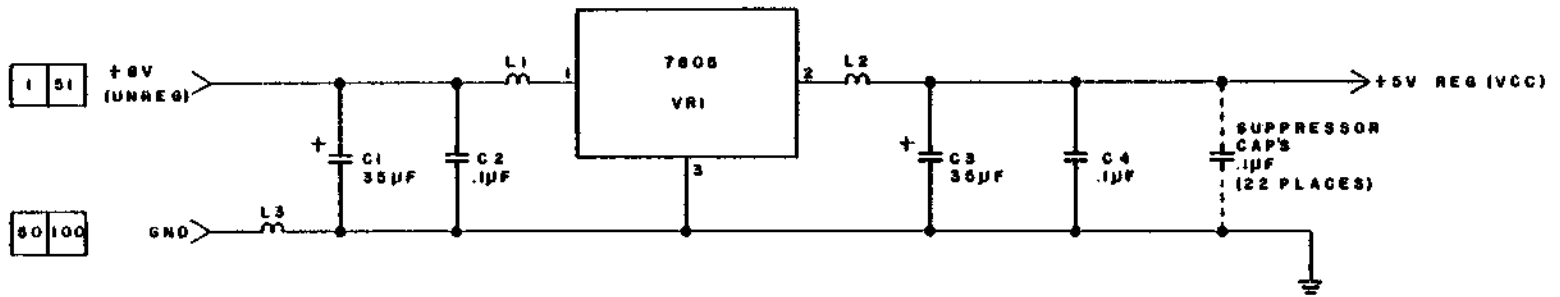 1 51
+8V
(UNREG)
L1
1
7805
VR1
2
L2
+5V REG (VCC)
+
C1
35µF
C2
.1µF
3
+
C3
35µF
C4
.1µF
SUPPRESSOR
CAP'S
.1µF
(22 PLACES)
50 100
GND
L3